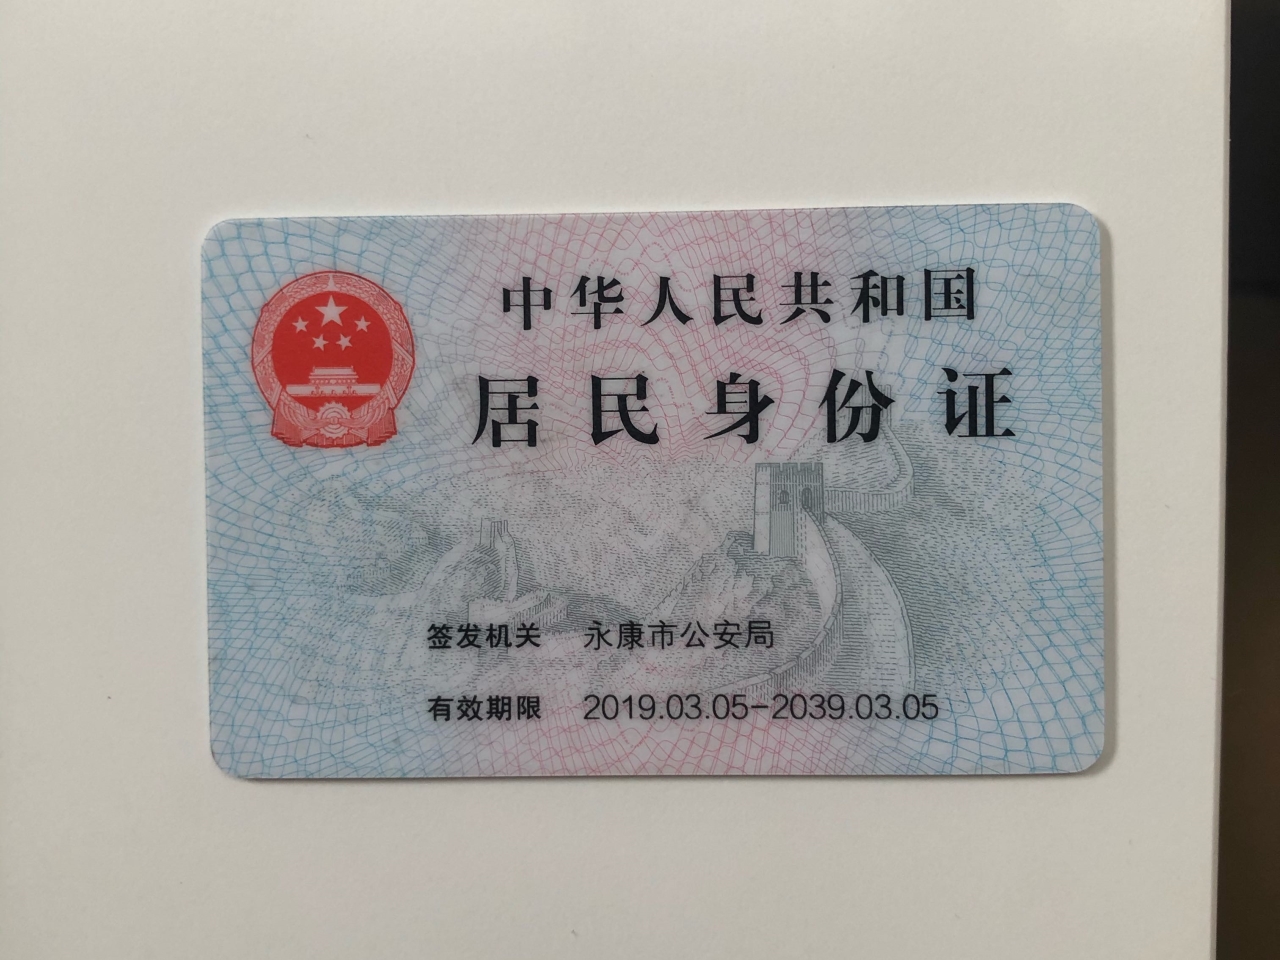 中华人民共和国
居民身份证
签发机关 永康市公安局
有效期限 2019.03.05-2039.03.05